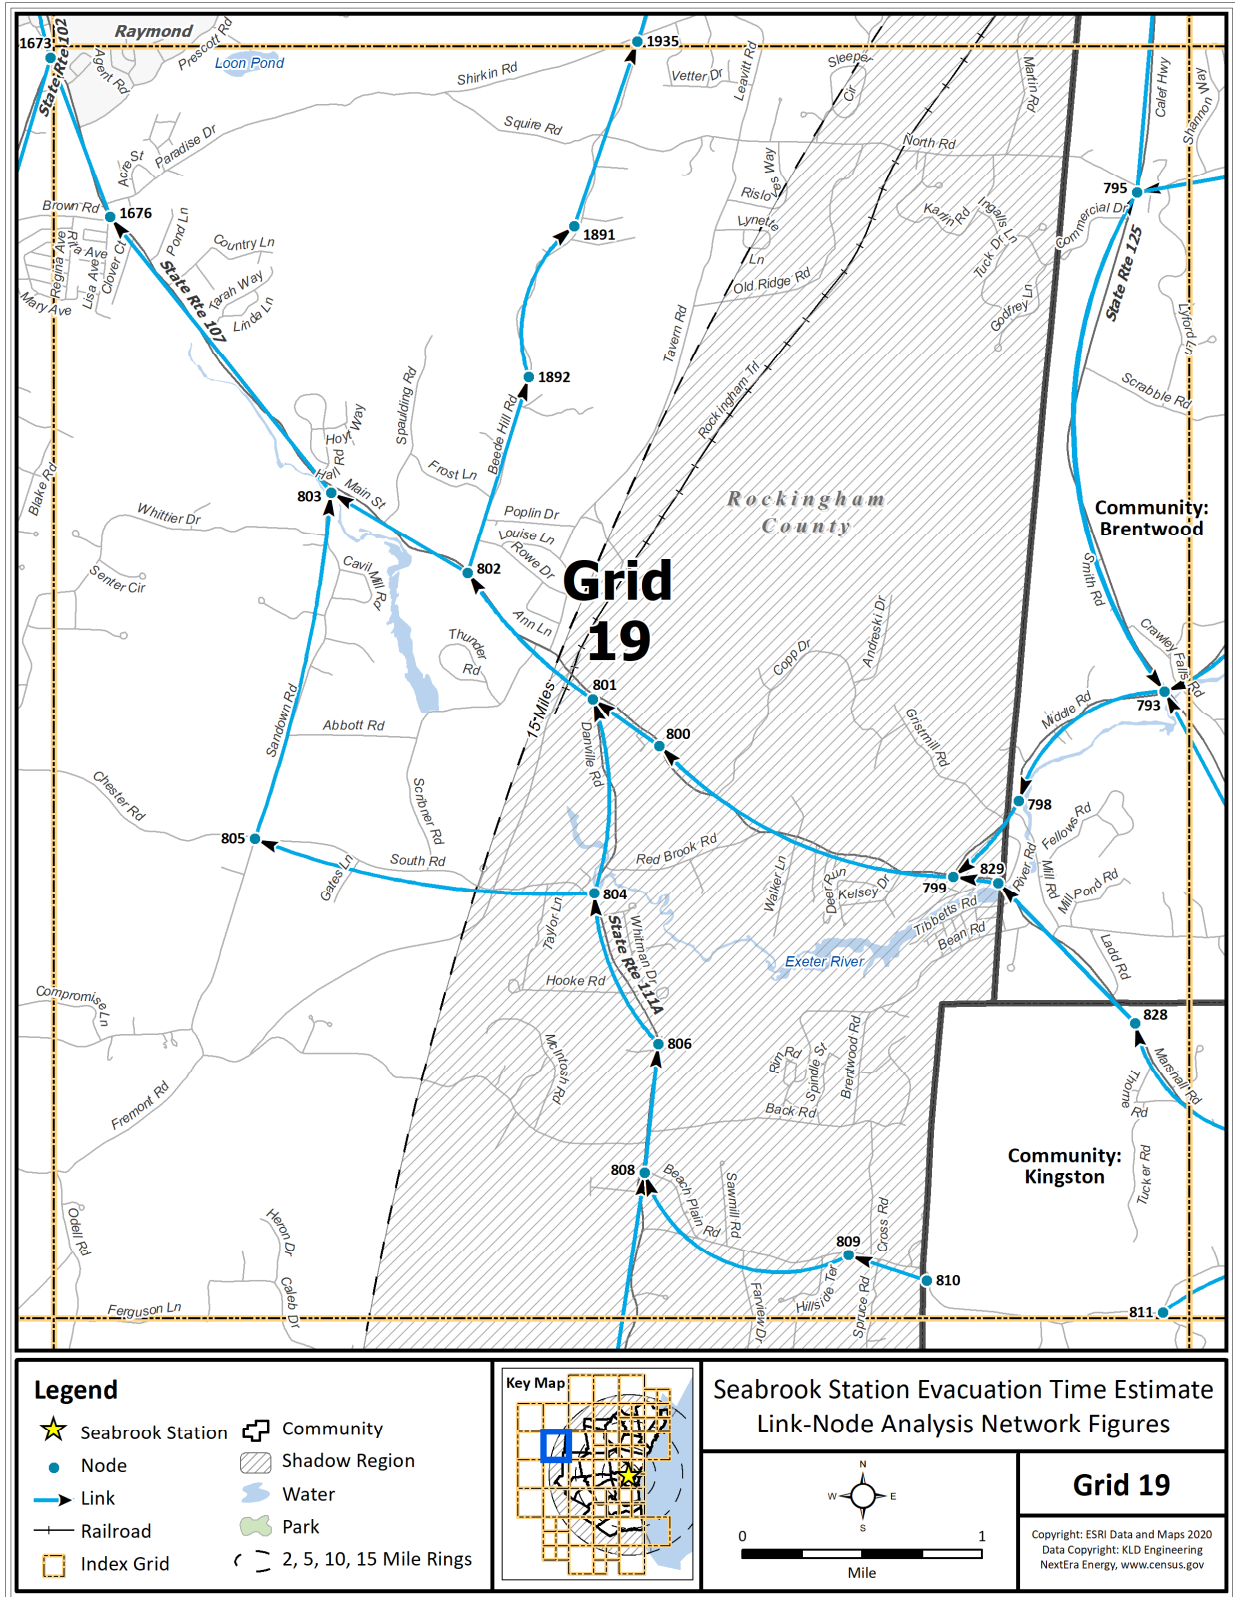 1673
State Rte 102
Raymond
Agent Rd
Prescott Rd
Loon Pond
1935
Shirkin Rd
Vetter Dr
Leavitt Rd
Sleeper
Cir
Martin Rd
Calef Hwy
Shannon Way
Squire Rd
North Rd
Acre St
Paradise Dr
Brown Rd
1676
Pond Ln
Country Ln
Regina Ave
Rita Ave
Lisa Ave
Clover Ct
Mary Ave
Tarah Way
Linda Ln
State Rte 107
1891
Rislo
Way
Lynette
Ln
Old Ridge Rd
Karlin Rd
Ingalls Ln
Tuck Dr
Commercial Dr
Godfrey Ln
795
State Rte 125
Lyford Ln
Scrabble Rd
Tavern Rd
Rockingham Trl
1892
Beede Hill Rd
Spaulding Rd
Hoyt Way
Hall Rd
Main St
Frost Ln
803
Blake Rd
Whittier Dr
Senter Cir
Cavil Mill Rd
Poplin Dr
Louise Ln
Rowe Dr
802
Ann Ln
Thunder
Rd
Rockingham
County
Grid
19
Community:
Brentwood
Smith Rd
Crawley Falls Rd
Copp Dr
Andreski Dr
Gristmill Rd
Middle Rd
793
801
800
15-Miles
Danville Rd
Sandown Rd
Abbott Rd
Scribner Rd
Chester Rd
805
Gates Ln
South Rd
804
Red Brook Rd
Walker Ln
Deer Run
Kelsey Dr
799
829
798
Fellows Rd
River Rd
Mill Rd
Mill Pond Rd
Tibbetts Rd
Bean Rd
Exeter River
Ladd Rd
Taylor Ln
State Rte 111A
Whitman Dr
Hooke Rd
Compromise Ln
806
McIntosh Rd
Rim Rd
Spindle St
Brentwood Rd
Back Rd
828
Marshall Rd
Thorne
Rd
Tucker Rd
Fremont Rd
Community:
Kingston
808
Beach Plain Rd
Sawmill Rd
Cross Rd
809
810
811
Hillside Ter
Spruce Rd
Farview Dr
Odell Rd
Heron Dr
Caleb Dr
Ferguson Ln
Legend
Seabrook Station
Node
Link
Railroad
Index Grid
Community
Shadow Region
Water
Park
2, 5, 10, 15 Mile Rings
Key Map
Seabrook Station Evacuation Time Estimate
Link-Node Analysis Network Figures
N
W
E
S
0
1
Mile
Grid 19
Copyright: ESRI Data and Maps 2020
Data Copyright: KLD Engineering
NextEra Energy, www.census.gov